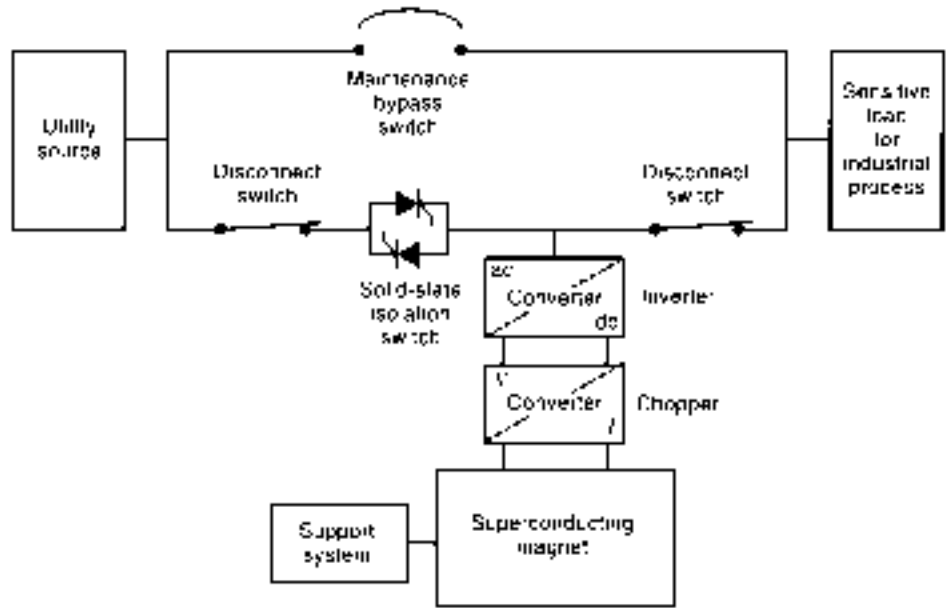 Maintenance
bypass
switch
Utility
source
Sensitive
load
for
industrial
process
Disconnect
switch
Disconnect
switch
Solid-state
isolation
switch
ac
Converter
dc
Inverter
V
Converter
I
Chopper
Superconducting
magnet
Support
system